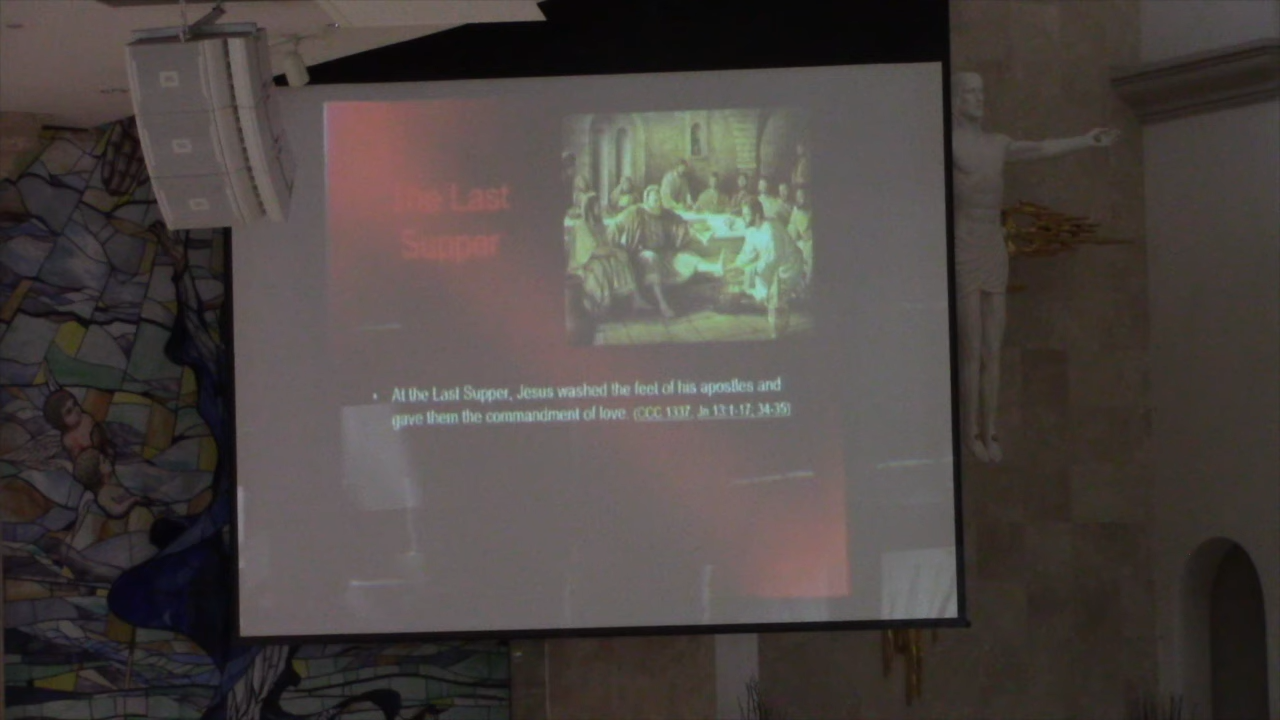 The Last
Supper
• At the Last Supper, Jesus washed the feet of his apostles and
gave them the commandment of love. (CCC 1337, Jn 13:1-17; 34-35)